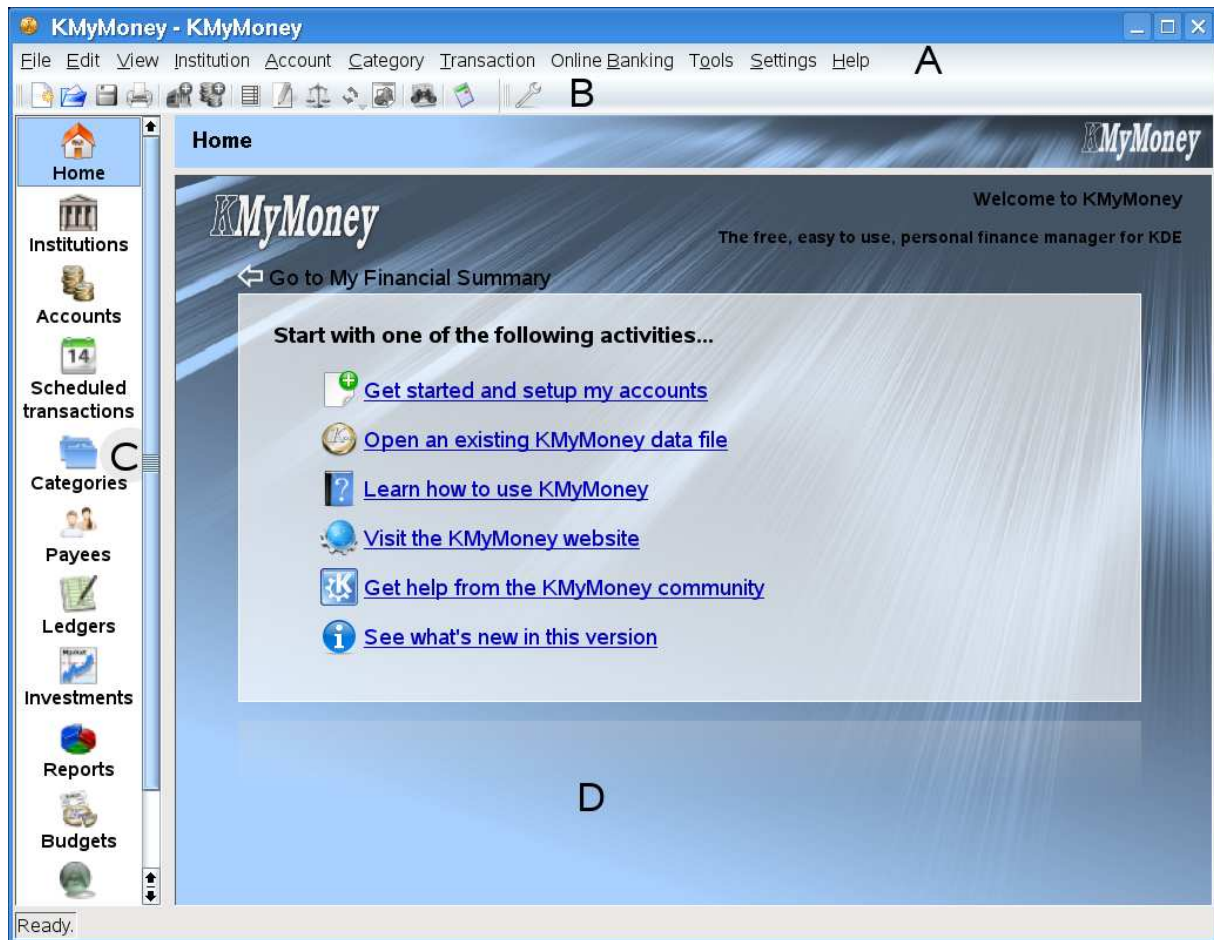 KMyMoney - KMyMoney
File Edit View Institution Account Category Transaction Online Banking Tools Settings Help A
B
Home
Institutions
Accounts
14
Scheduled
transactions
C
Categories
Payees
Ledgers
Market
Investments
Reports
Budgets
Home
KMyMoney
KMyMoney
Welcome to KMyMoney
The free, easy to use, personal finance manager for KDE
Go to My Financial Summary
Start with one of the following activities...
Get started and setup my accounts
Open an existing KMyMoney data file
Learn how to use KMyMoney
Visit the KMyMoney website
Get help from the KMyMoney community
See what's new in this version
D
Ready.